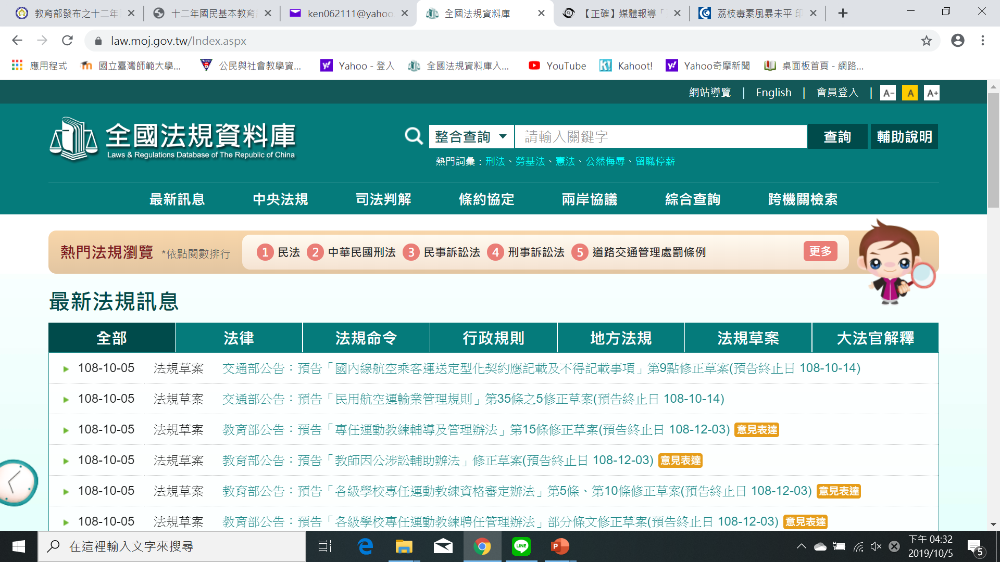 教育部發布之十二年
十二年國民基本教育
ken062111@yahoo
全國法規資料庫
【正確】媒體報導「
荔枝毒素風暴未平 印
law.moj.gov.tw/Index.aspx
應用程式
國立臺灣師範大學...
公民與社會教學資...
Yahoo - 登入
全國法規資料庫入...
YouTube
Kahoot!
Yahoo奇摩新聞
桌面板首頁 - 網路...
網站導覽 | English | 會員登入 | A- A A+
全國法規資料庫
Laws & Regulations Database of The Republic of China
整合查詢 請輸入關鍵字 查詢 輔助說明
熱門詞彙：刑法、勞基法、憲法、公然侮辱、留職停薪
最新訊息 中央法規 司法判解 條約協定 兩岸協議 綜合查詢 跨機關檢索
熱門法規瀏覽 *依點閱數排行 1 民法 2 中華民國刑法 3 民事訴訟法 4 刑事訴訟法 5 道路交通管理處罰條例 更多
最新法規訊息
全部 法律 法規命令 行政規則 地方法規 法規草案 大法官解釋
108-10-05 法規草案 交通部公告：預告「國內線航空乘客運送定型化契約應記載及不得記載事項」第9點修正草案(預告終止日 108-10-14)
108-10-05 法規草案 交通部公告：預告「民用航空運輸業管理規則」第35條之5修正草案(預告終止日 108-10-14)
108-10-05 法規草案 教育部公告：預告「專任運動教練輔導及管理辦法」第15條修正草案(預告終止日 108-12-03) 意見表達
108-10-05 法規草案 教育部公告：預告「教師因公涉訟輔助辦法」修正草案(預告終止日 108-12-03) 意見表達
108-10-05 法規草案 教育部公告：預告「各級學校專任運動教練資格審定辦法」第5條、第10條修正草案(預告終止日 108-12-03) 意見表達
108-10-05 法規草案 教育部公告：預告「各級學校專任運動教練聘任管理辦法」部分條文修正草案(預告終止日 108-12-03) 意見表達
在這裡輸入文字來搜尋
LINE
P
下午 04:32
2019/10/5
5